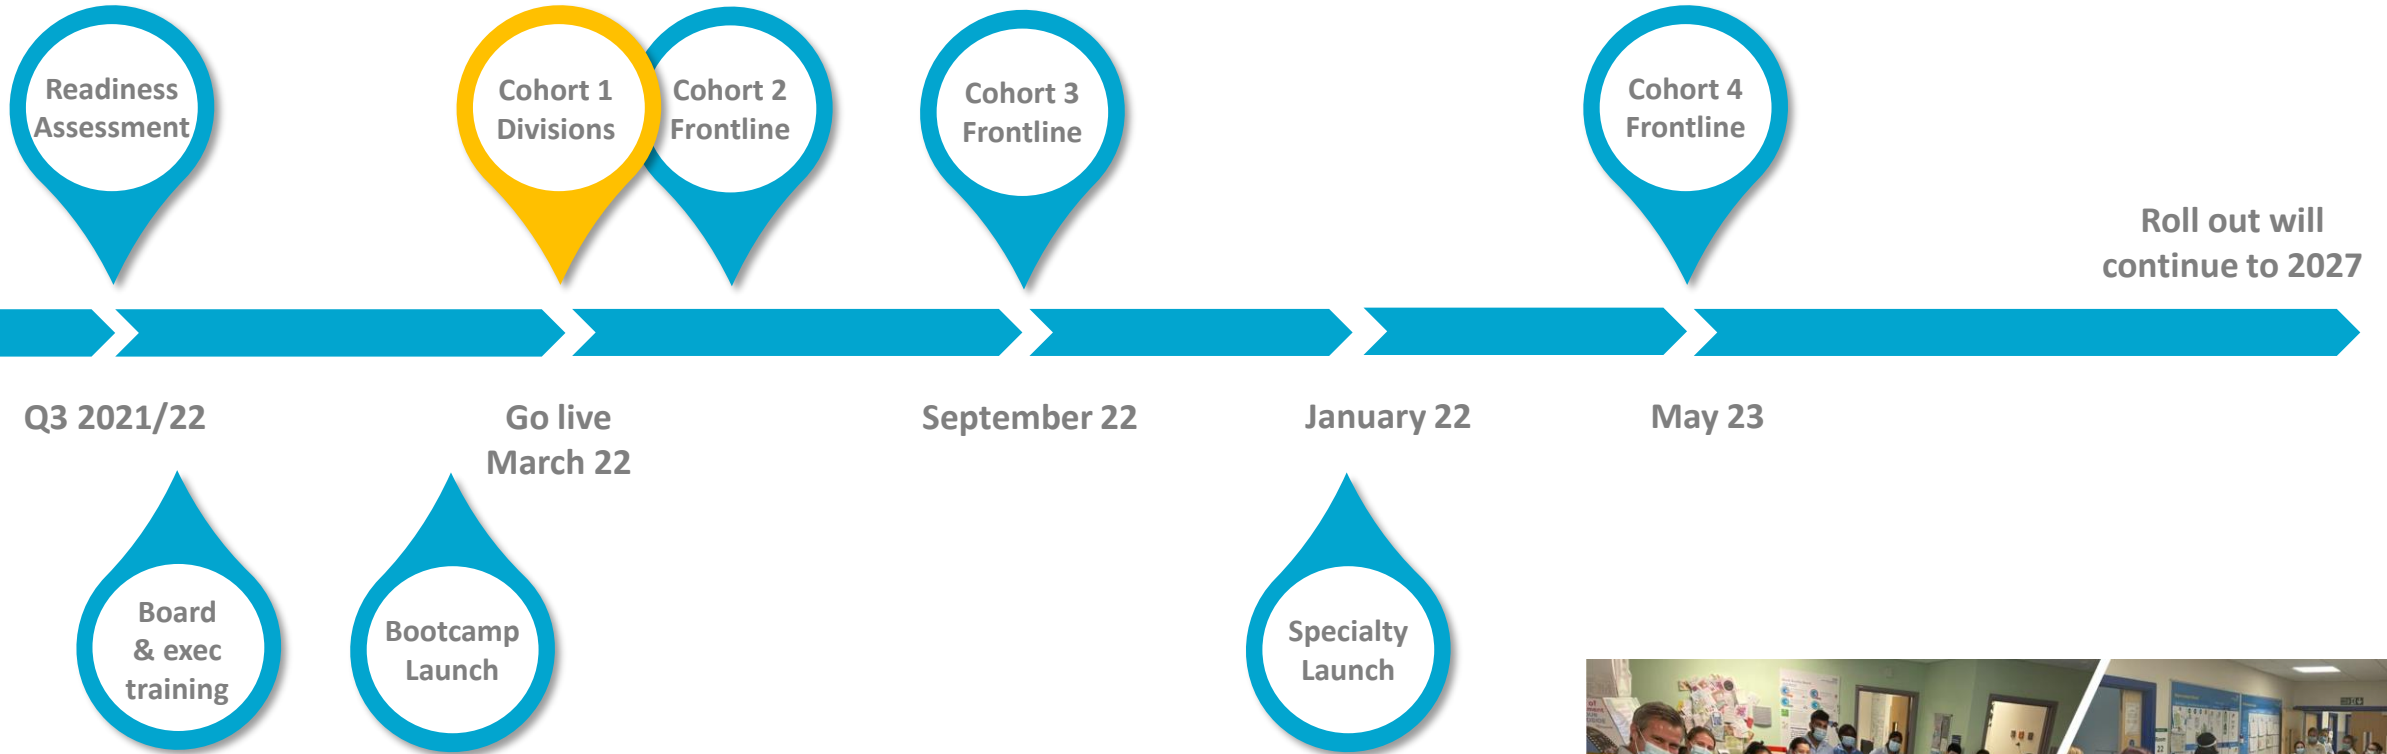 Readiness
Assessment
Cohort 1
Divisions
Cohort 2
Frontline
Cohort 3
Frontline
Cohort 4
Frontline
Roll out will
continue to 2027
Q3 2021/22
Go live
March 22
September 22
January 22
May 23
Board
& exec
training
Bootcamp
Launch
Specialty
Launch